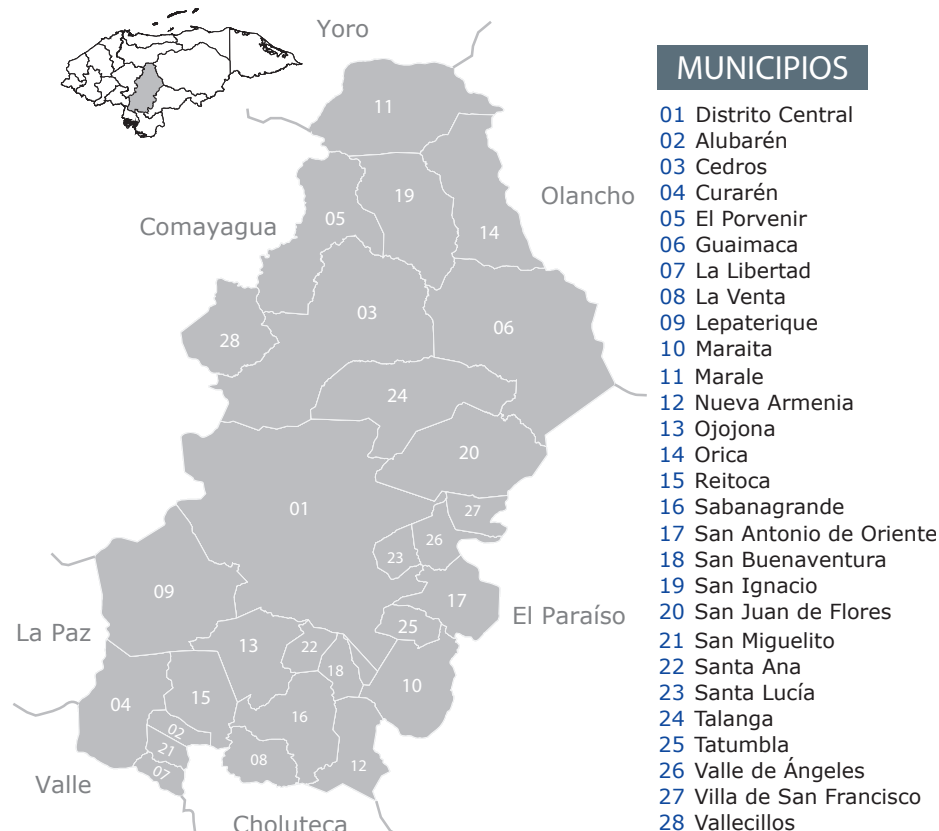 Yoro
MUNICIPIOS
01 Distrito Central
02 Alubarén
03 Cedros
04 Curarén
05 El Porvenir
06 Guaimaca
07 La Libertad
08 La Venta
09 Lepaterique
10 Maraita
11 Marale
12 Nueva Armenia
13 Ojojona
14 Orica
15 Reitoca
16 Sabanagrande
17 San Antonio de Oriente
18 San Buenaventura
19 San Ignacio
20 San Juan de Flores
21 San Miguelito
22 Santa Ana
23 Santa Lucía
24 Talanga
25 Tatumbla
26 Valle de Ángeles
27 Villa de San Francisco
28 Vallecillos
11
19
Olancho
05
Comayagua
14
03
06
28
24
20
01
27
26
23
09
17
El Paraíso
25
La Paz
13
22
18
10
15
04
16
02
21
08
12
07
Valle
Choluteca